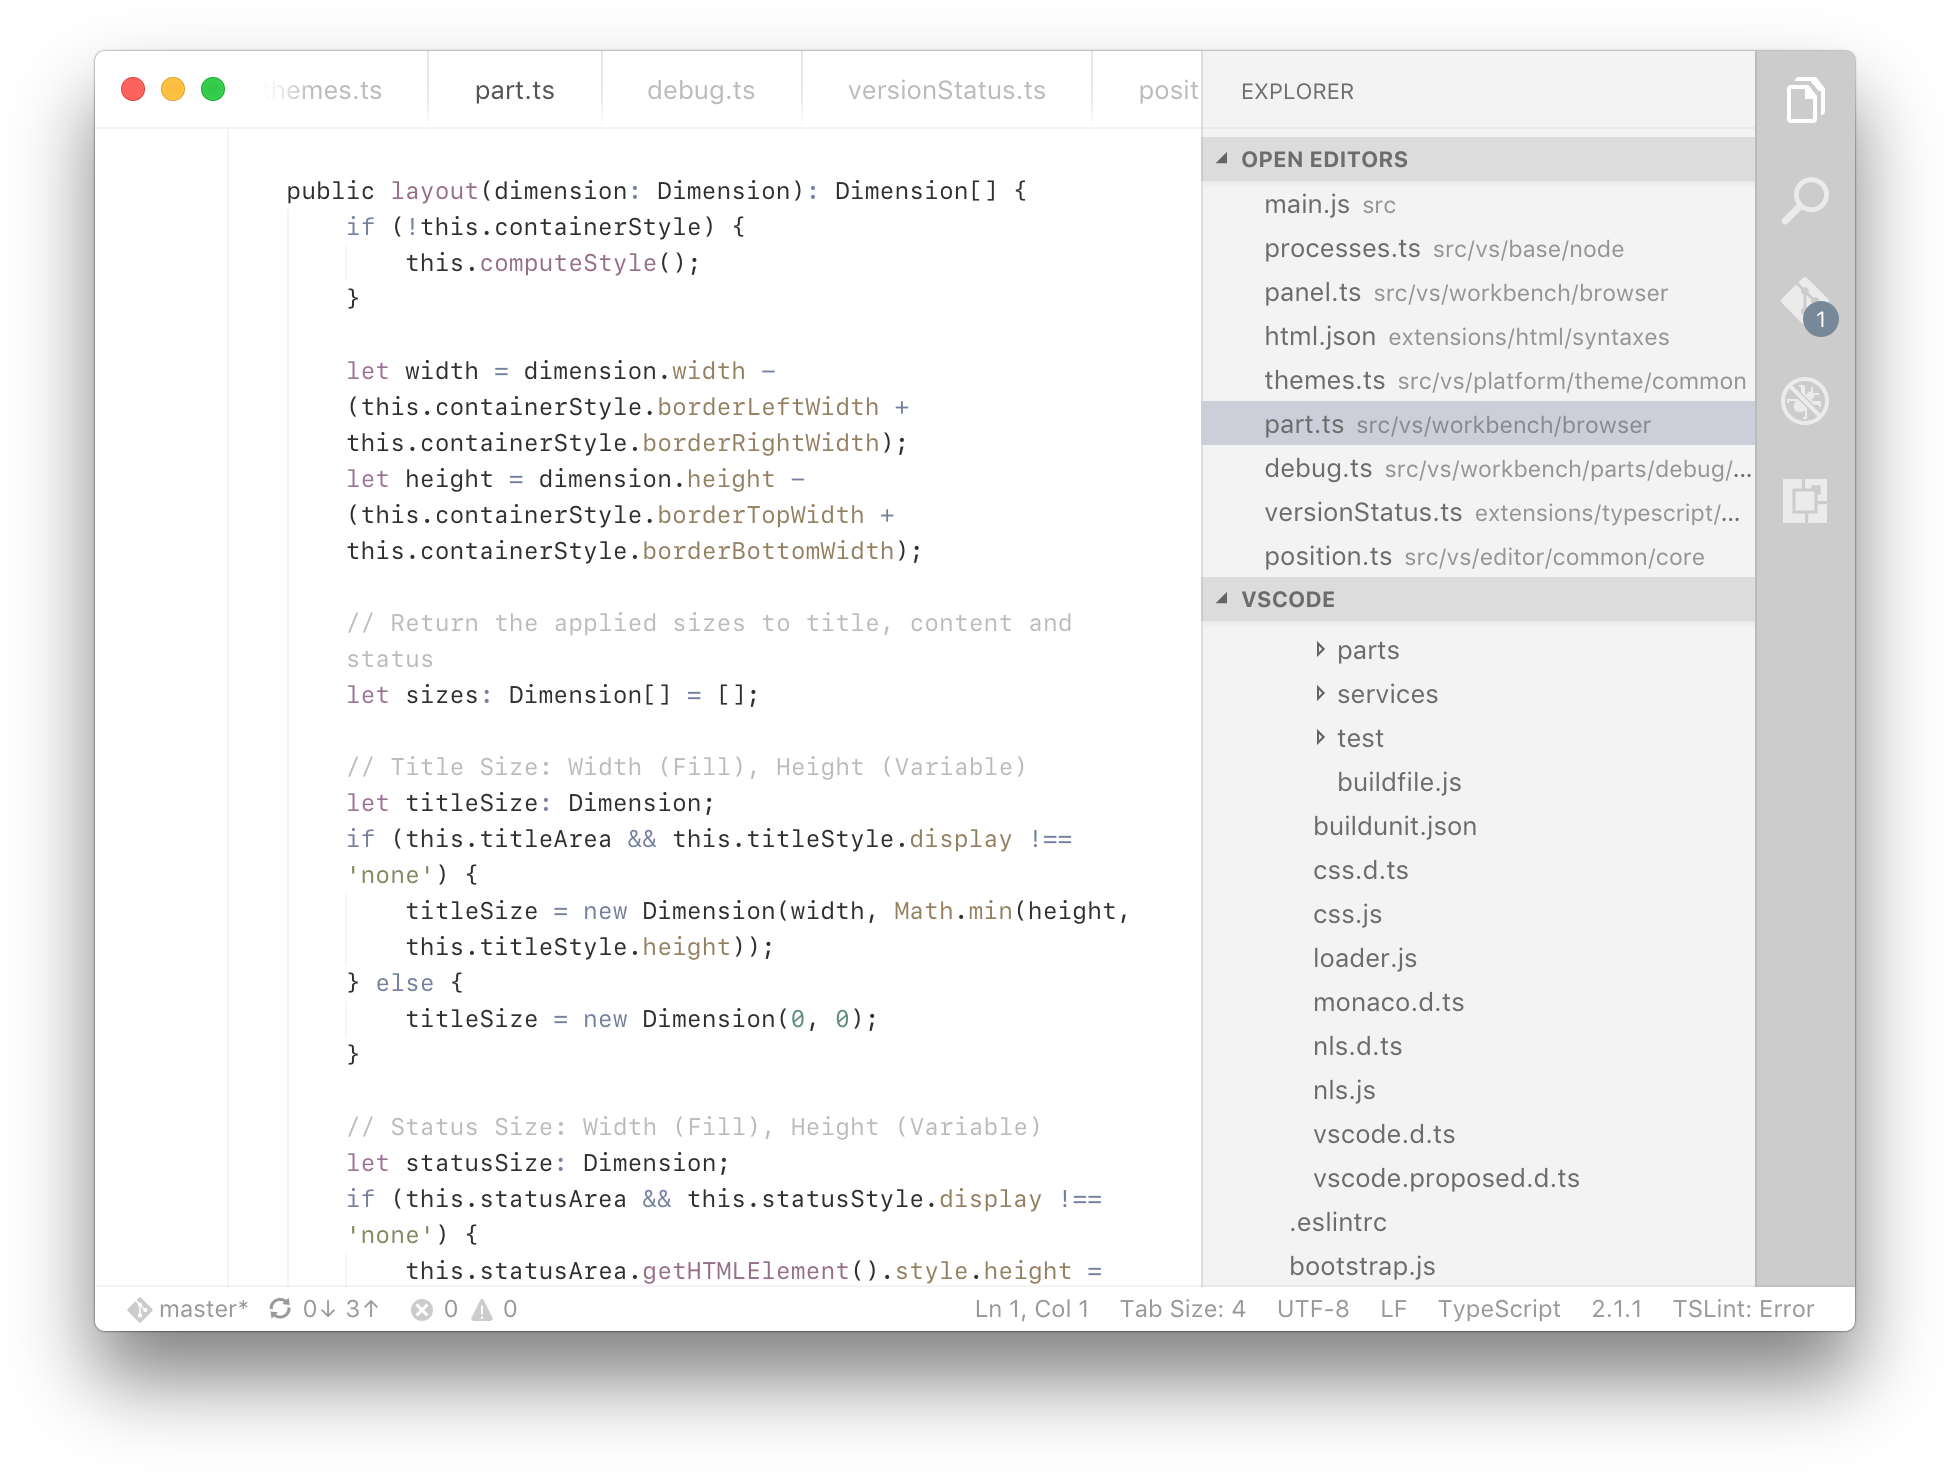 hemes.ts
part.ts
debug.ts
versionStatus.ts
posit
public layout(dimension: Dimension): Dimension[] {
if (!this.containerStyle) {
this.computeStyle();
}
let width = dimension.width -
(this.containerStyle.borderLeftWidth +
this.containerStyle.borderRightWidth);
let height = dimension.height -
(this.containerStyle.borderTopWidth +
this.containerStyle.borderBottomWidth);
// Return the applied sizes to title, content and
status
let sizes: Dimension[] = [];
// Title Size: Width (Fill), Height (Variable)
let titleSize: Dimension;
if (this.titleArea && this.titleStyle.display !==
'none') {
titleSize = new Dimension(width, Math.min(height,
this.titleStyle.height));
} else {
titleSize = new Dimension(0, 0);
}
// Status Size: Width (Fill), Height (Variable)
let statusSize: Dimension;
if (this.statusArea && this.statusStyle.display !==
'none') {
this.statusArea.getHTMLElement().style.height =
EXPLORER
OPEN EDITORS
main.js src
processes.ts src/vs/base/node
panel.ts src/vs/workbench/browser
html.json extensions/html/syntaxes
themes.ts src/vs/platform/theme/common
part.ts src/vs/workbench/browser
debug.ts src/vs/workbench/parts/debug/...
versionStatus.ts extensions/typescript/...
position.ts src/vs/editor/common/core
VSCODE
parts
services
test
buildfile.js
buildunit.json
css.d.ts
css.js
loader.js
monaco.d.ts
nls.d.ts
nls.js
vscode.d.ts
vscode.proposed.d.ts
.eslintrc
bootstrap.js
1
master* 0↓ 3↑ 0 0
Ln 1, Col 1 Tab Size: 4 UTF-8 LF TypeScript 2.1.1 TSLint: Error